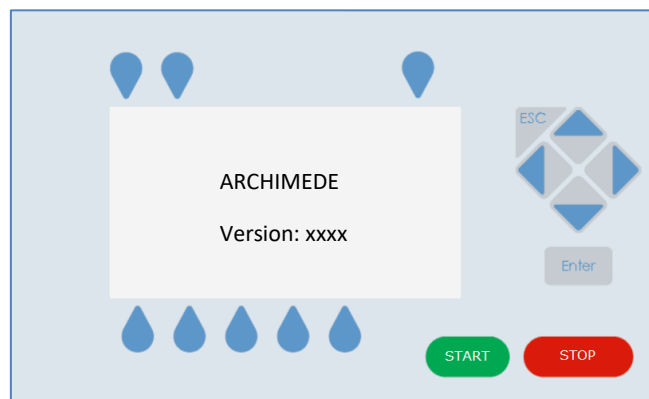 ESC
ARCHIMEDE
Version: xxxx
Enter
START
STOP